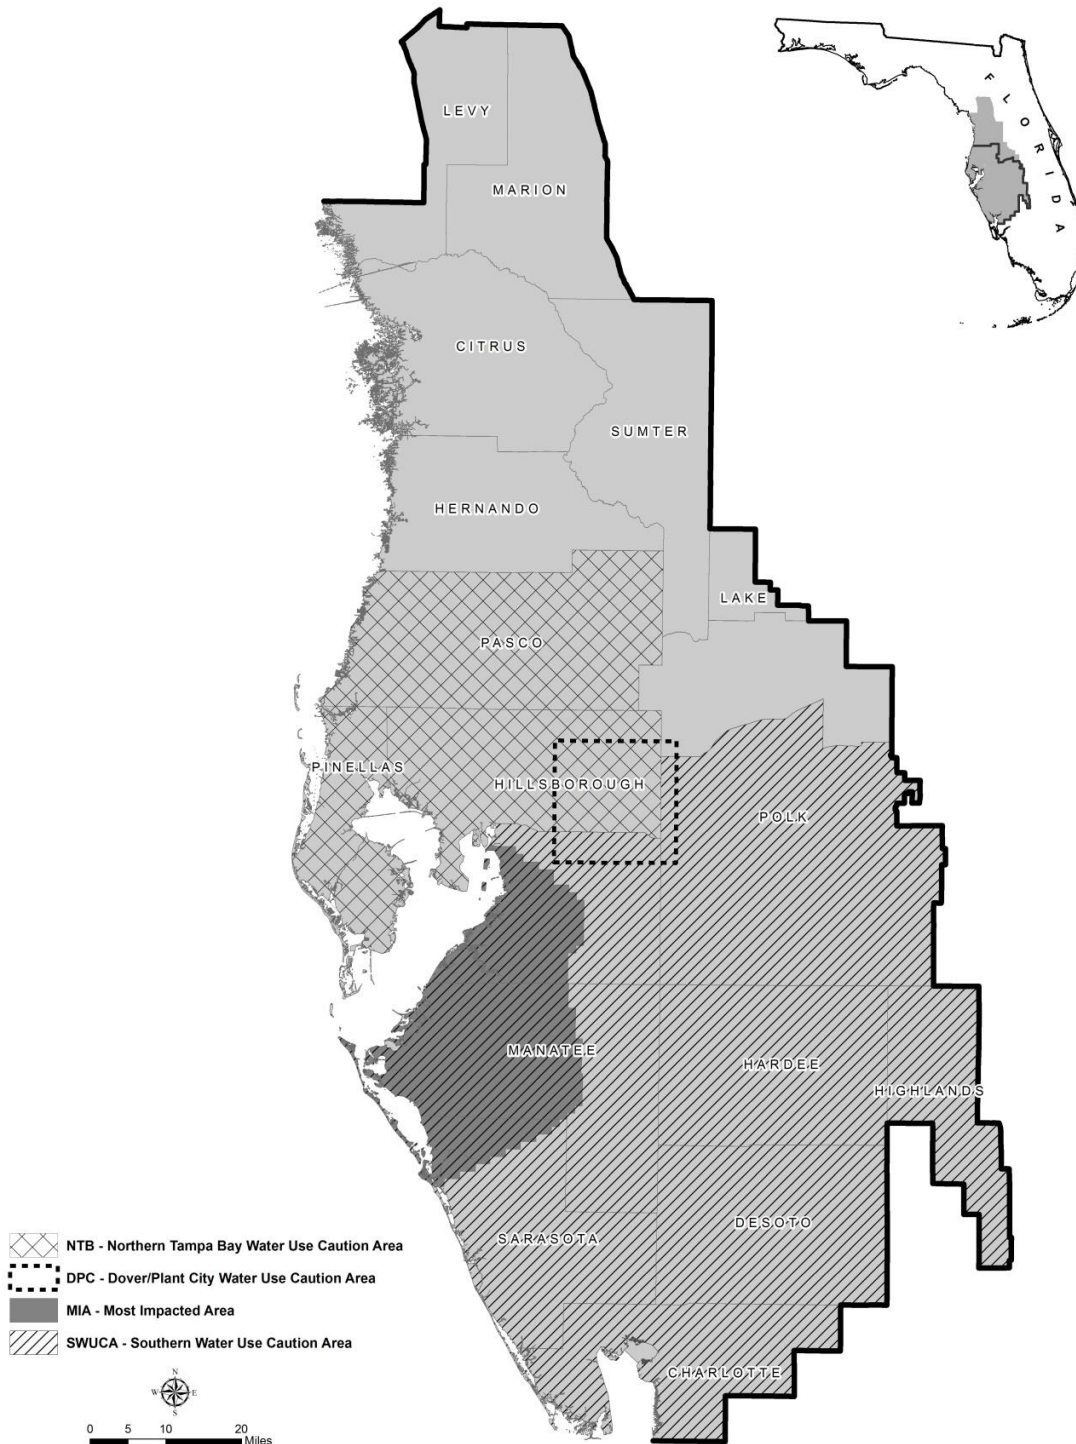 FLORIDA
LEVY
MARION
CITRUS
SUMTER
HERNANDO
LAKE
PASCO
PINELLAS
HILLSBOROUGH
POLK
MANATEE
HARDEE
HIGHLANDS
DESOTO
SARASOTA
CHARLOTTE
NTB - Northern Tampa Bay Water Use Caution Area
DPC - Dover/Plant City Water Use Caution Area
MIA - Most Impacted Area
SWUCA - Southern Water Use Caution Area
N
W E
S
0 5 10 20
Miles